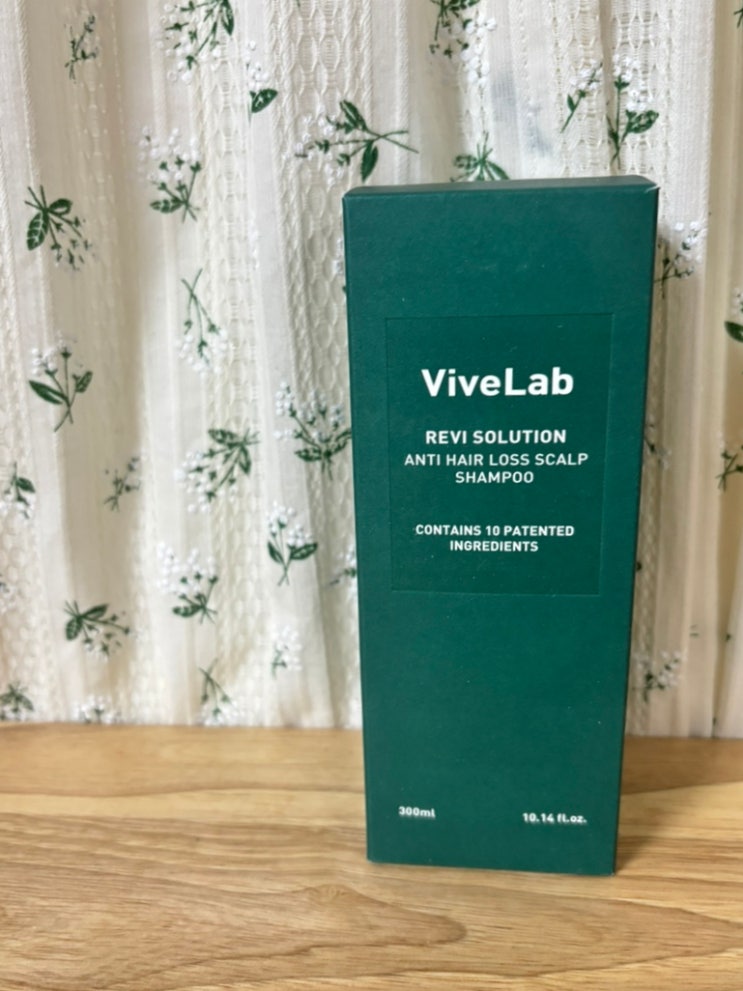 ViveLab
REVI SOLUTION
ANTI HAIR LOSS SCALP
SHAMPOO
CONTAINS 10 PATENTED
INGREDIENTS
300ml
10.14 fl.oz.